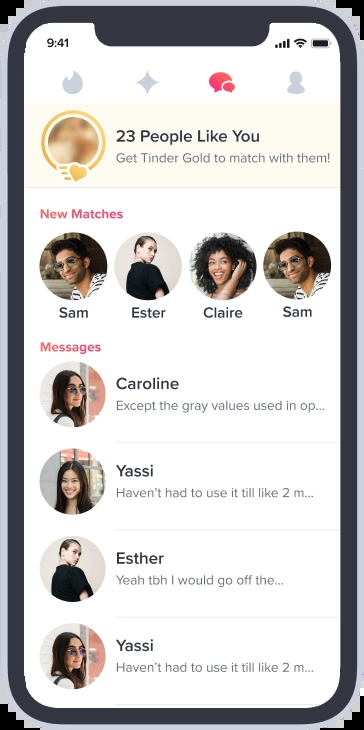 9:41
23 People Like You
Get Tinder Gold to match with them!
New Matches
Sam Ester Claire Sam
Messages
Caroline
Except the gray values used in op...
Yassi
Haven't had to use it till like 2 m...
Esther
Yeah tbh I would go off the...
Yassi
Haven't had to use it till like 2 m...